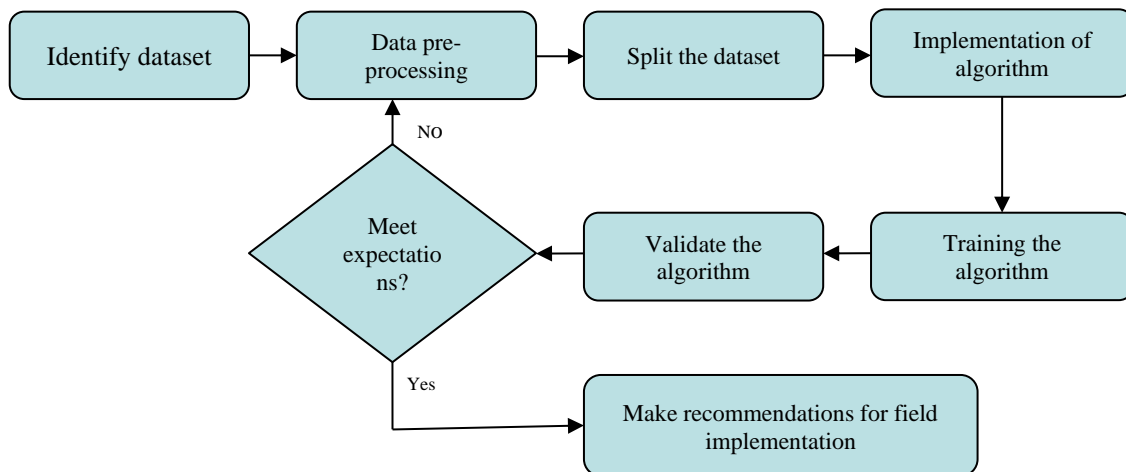 Identify dataset
Data pre-
processing
Split the dataset
Implementation of
algorithm
NO
Meet
expectatio
ns?
Validate the
algorithm
Training the
algorithm
Yes
Make recommendations for field
implementation